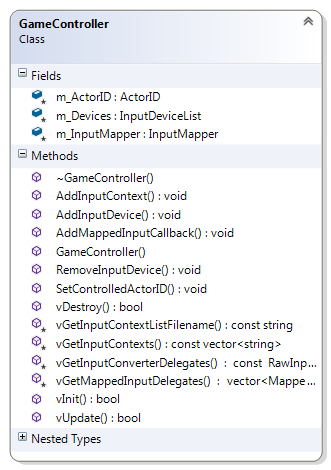 GameController
Class
Fields
m_ActorID : ActorID
m_Devices : InputDeviceList
m_InputMapper : InputMapper
Methods
~GameController()
AddInputContext() : void
AddInputDevice() : void
AddMappedInputCallback() : void
GameController()
RemoveInputDevice() : void
SetControlledActorID() : void
vDestroy() : bool
vGetInputContextListFilename() : const string
vGetInputContexts() : const vector<string>
vGetInputConverterDelegates() : const RawInp...
vGetMappedInputDelegates() : vector<Mappe...
vInit() : bool
vUpdate() : bool
Nested Types